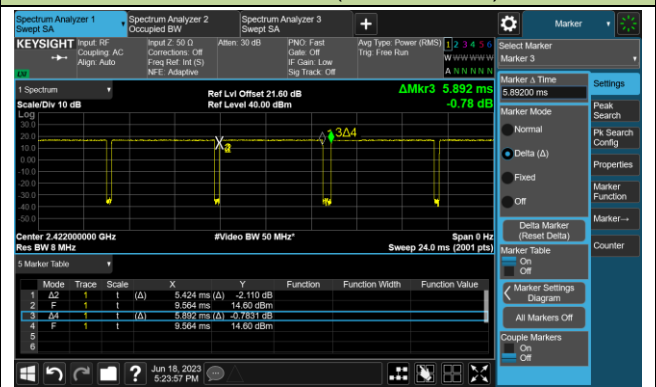 Spectrum Analyzer 1
Swept SA
Spectrum Analyzer 2
Occupied BW
Spectrum Analyzer 3
Swept SA
Marker
KEYSIGHT
Input: RF
Coupling: AC
Align: Auto
Input Z: 50 Ω
Corrections: Off
Freq Ref: Int (S)
NFE: Adaptive
Atten: 30 dB
PNO: Fast
Gate: Off
IF Gain: Low
Sig Track: Off
Avg Type: Power (RMS)
Trig: Free Run
1 2 3 4 5 6
W W W W W W
A N N N N N
Select Marker
Marker 3
1 Spectrum
Scale/Div 10 dB
Ref Lvl Offset 21.60 dB
Ref Level 40.00 dBm
ΔMkr3 5.892 ms
-0.78 dB
Log
30.0
20.0
10.0
0.00
-10.0
-20.0
-30.0
-40.0
-50.0
3Δ4
Center 2.422000000 GHz
Res BW 8 MHz
#Video BW 50 MHz*
Span 0 Hz
Sweep 24.0 ms (2001 pts)
5 Marker Table
Mode Trace Scale X Y Function Function Width Function Value
1 Δ2 1 t (Δ) 5.424 ms (Δ) -2.110 dB
2 F 1 t 9.564 ms 14.60 dBm
3 Δ4 1 t (Δ) 5.892 ms (Δ) -0.7831 dB
4 F 1 t 9.564 ms 14.60 dBm
5
6
Marker Δ Time
5.89200 ms
Marker Mode
Normal
Delta (Δ)
Fixed
Off
Delta Marker
(Reset Delta)
Marker Table
On
Off
Marker Settings
Diagram
All Markers Off
Couple Markers
On
Off
Settings
Peak
Search
Pk Search
Config
Properties
Marker
Function
Marker→
Counter
Jun 18, 2023
5:23:57 PM